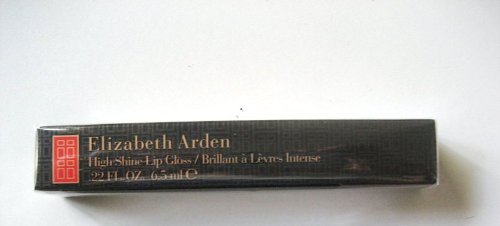 Elizabeth Arden
High Shine Lip Gloss / Brillant à Lèvres Intense
.22 FL. OZ. 6.5 ml ℮